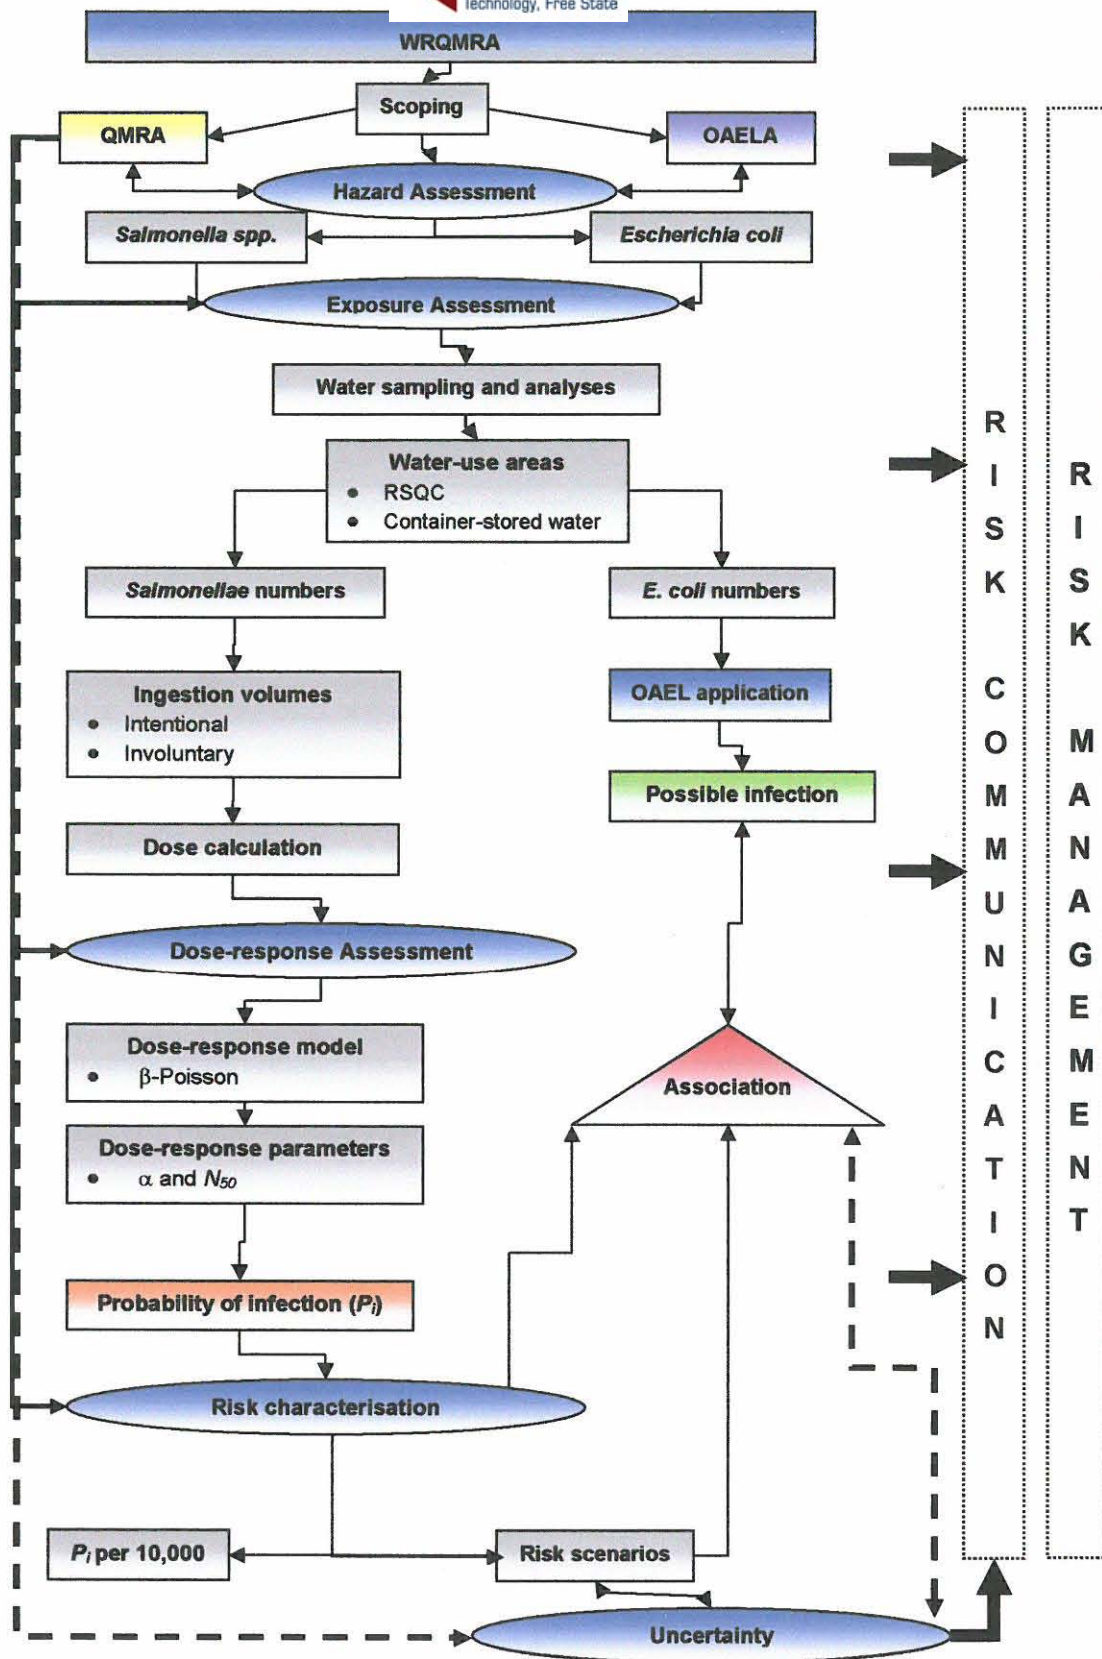 Technology, Free State
WRQMRA
Scoping
QMRA
OAELA
Hazard Assessment
Salmonella spp.
Escherichia coli
Exposure Assessment
Water sampling and analyses
Water-use areas
• RSQC
• Container-stored water
Salmonellae numbers
E. coli numbers
Ingestion volumes
• Intentional
• Involuntary
OAEL application
Possible infection
Dose calculation
Dose-response Assessment
Dose-response model
• β-Poisson
Association
Dose-response parameters
• α and N50
Probability of infection (Pi)
Risk characterisation
Pi per 10,000
Risk scenarios
Uncertainty
RISK COMMUNICATION
RISK MANAGEMENT